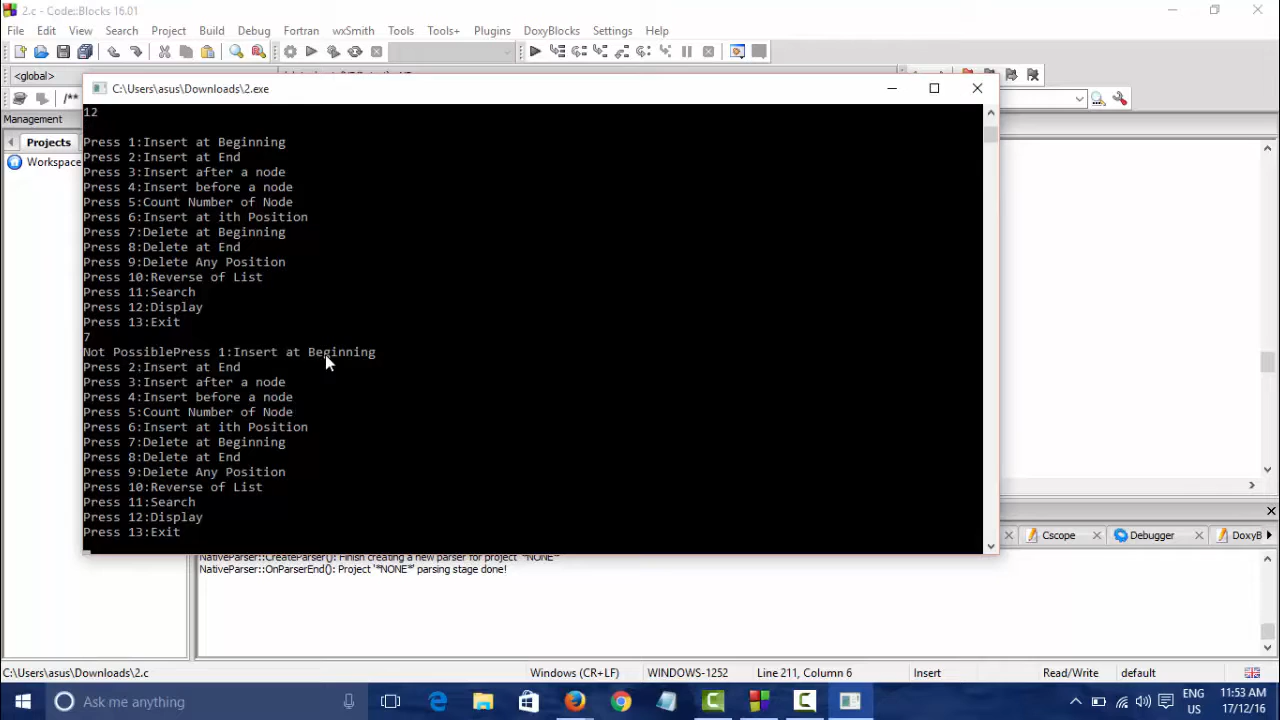 2.c - Code::Blocks 16.01
File Edit View Search Project Build Debug Fortran wxSmith Tools Tools+ Plugins DoxyBlocks Settings Help
<global>
C:\Users\asus\Downloads\2.exe
/**
Management
Projects
Workspace
12
Press 1:Insert at Beginning
Press 2:Insert at End
Press 3:Insert after a node
Press 4:Insert before a node
Press 5:Count Number of Node
Press 6:Insert at ith Position
Press 7:Delete at Beginning
Press 8:Delete at End
Press 9:Delete Any Position
Press 10:Reverse of List
Press 11:Search
Press 12:Display
Press 13:Exit
7
Not PossiblePress 1:Insert at Beginning
Press 2:Insert at End
Press 3:Insert after a node
Press 4:Insert before a node
Press 5:Count Number of Node
Press 6:Insert at ith Position
Press 7:Delete at Beginning
Press 8:Delete at End
Press 9:Delete Any Position
Press 10:Reverse of List
Press 11:Search
Press 12:Display
Press 13:Exit
Cscope Debugger DoxyB
NativeParser::CreateParser(): Finish creating a new parser for project '*NONE*'
NativeParser::OnParserEnd(): Project '*NONE*' parsing stage done!
C:\Users\asus\Downloads\2.c Windows (CR+LF) WINDOWS-1252 Line 211, Column 6 Insert Read/Write default
Ask me anything
ENG 11:53 AM
US 17/12/16